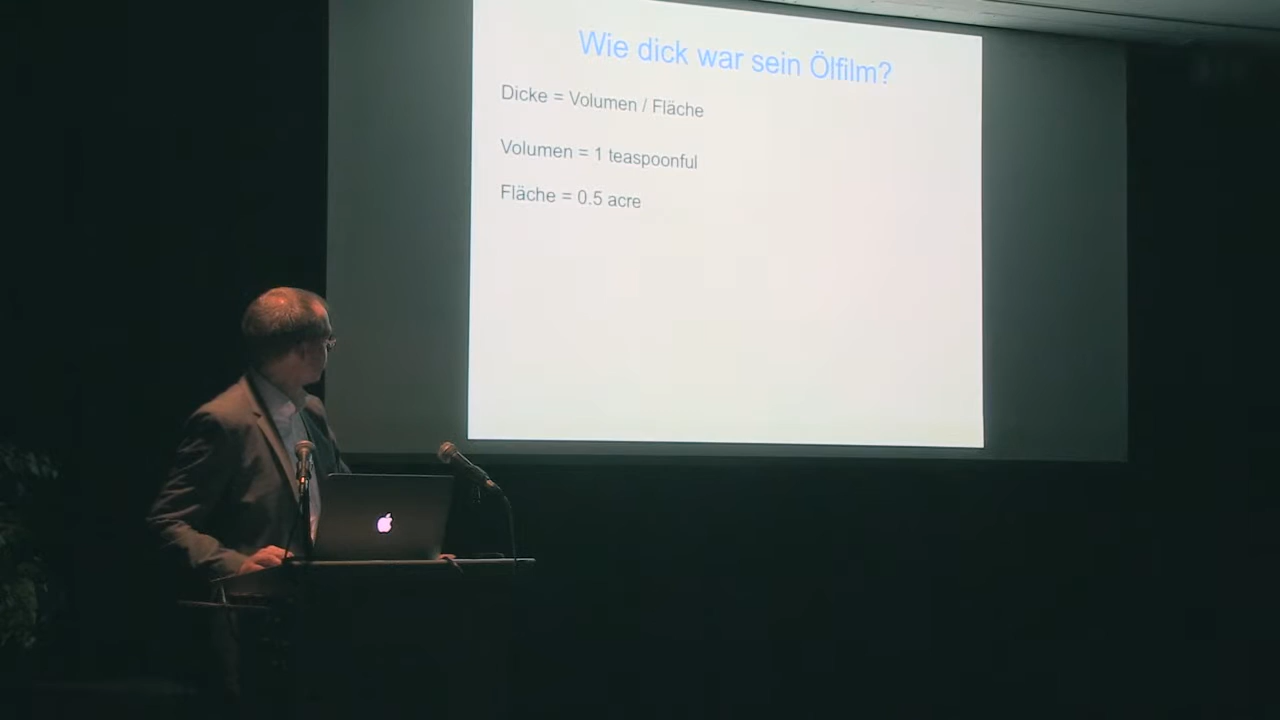 Wie dick war sein Ölfilm?
Dicke = Volumen / Fläche
Volumen = 1 teaspoonful
Fläche = 0.5 acre